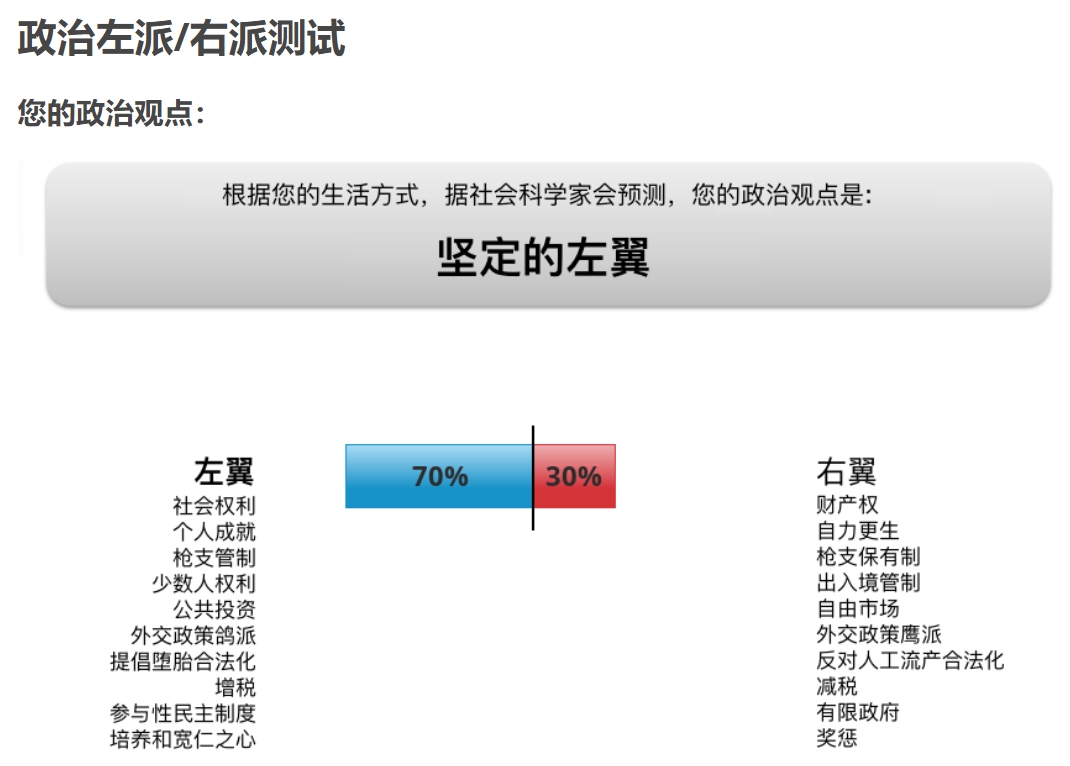 政治左派/右派测试
您的政治观点：
根据您的生活方式，据社会科学家会预测，您的政治观点是：
坚定的左翼
70%
30%
左翼
社会权利
个人成就
枪支管制
少数人权利
公共投资
外交政策鸽派
提倡堕胎合法化
增税
参与性民主制度
培养和宽仁之心
右翼
财产权
自力更生
枪支保有制
出入境管制
自由市场
外交政策鹰派
反对人工流产合法化
减税
有限政府
奖惩